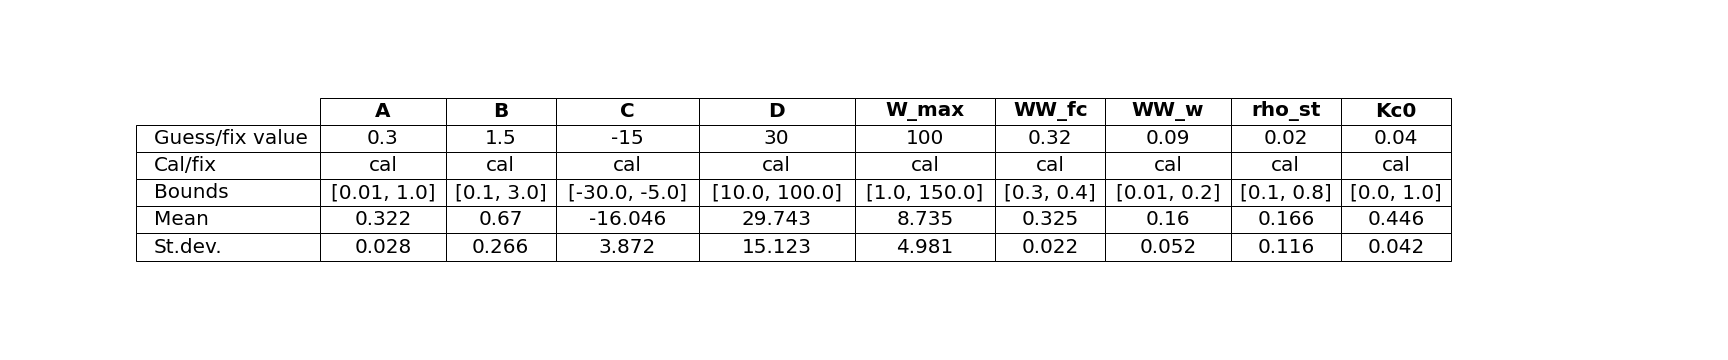 A B C D W_max WW_fc WW_w rho_st Kc0
Guess/fix value 0.3 1.5 -15 30 100 0.32 0.09 0.02 0.04
Cal/fix cal cal cal cal cal cal cal cal cal
Bounds [0.01, 1.0] [0.1, 3.0] [-30.0, -5.0] [10.0, 100.0] [1.0, 150.0] [0.3, 0.4] [0.01, 0.2] [0.1, 0.8] [0.0, 1.0]
Mean 0.322 0.67 -16.046 29.743 8.735 0.325 0.16 0.166 0.446
St.dev. 0.028 0.266 3.872 15.123 4.981 0.022 0.052 0.116 0.042